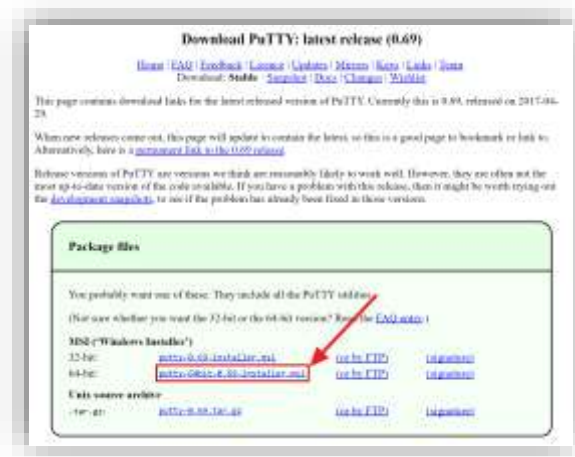 Download PuTTY: latest release (0.69)
Home | FAQ | Feedback | Licence | Updates | Mirrors | Keys | Links | Team
Download: Stable · Snapshot | Docs | Changes | Wishlist
This page contains download links for the latest released version of PuTTY. Currently this is 0.69, released on 2017-04-
29.
When new releases come out, this page will update to contain the latest, so this is a good page to bookmark or link to.
Alternatively, here is a permanent link to the 0.69 release.
Release versions of PuTTY are versions we think are reasonably likely to work well. However, they are often not the
most up-to-date version of the code available. If you have a problem with this release, then it might be worth trying out
the development snapshots, to see if the problem has already been fixed in those versions.
Package files
You probably want one of these. They include all the PuTTY utilities.
(Not sure whether you want the 32-bit or the 64-bit version? Read the FAQ entry.)
MSI ('Windows Installer')
32-bit: putty-0.69-installer.msi (or by FTP) (signature)
64-bit: putty-64bit-0.69-installer.msi (or by FTP) (signature)
Unix source archive
.tar.gz: putty-0.69.tar.gz (or by FTP) (signature)